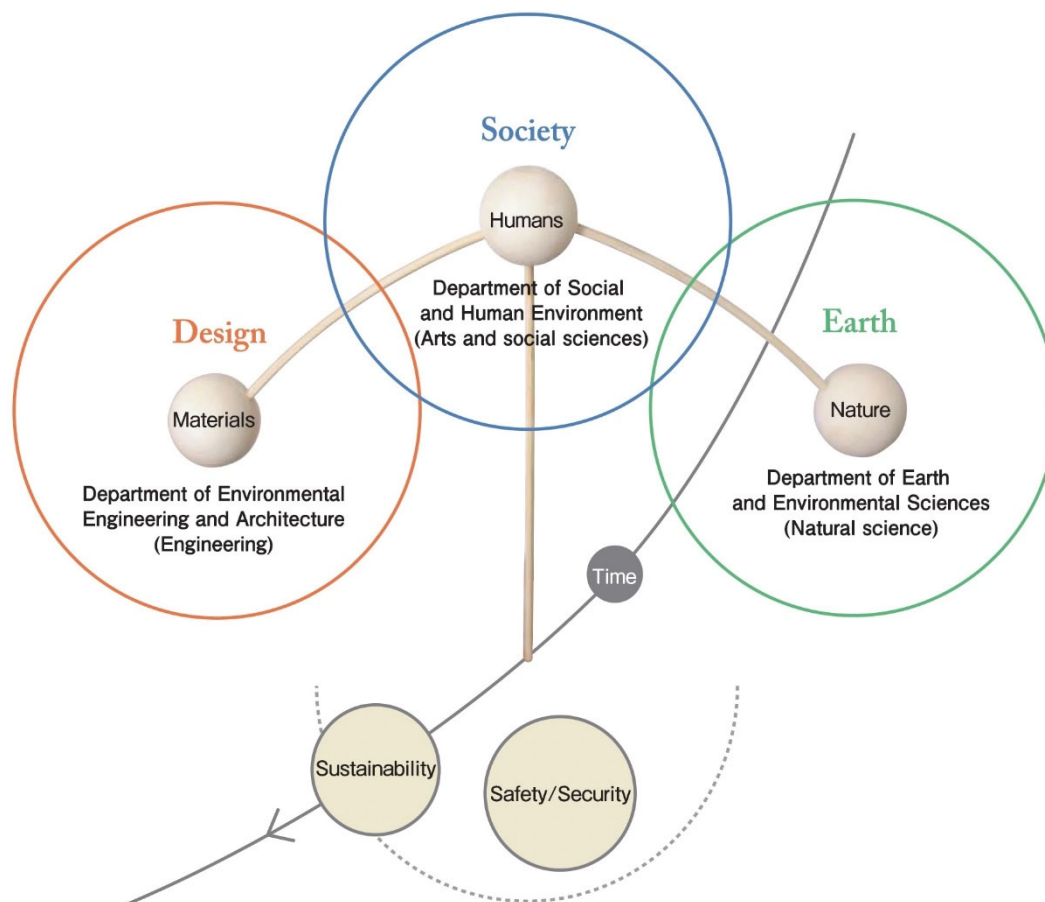 Society
Humans
Department of Social
and Human Environment
(Arts and social sciences)
Design
Materials
Department of Environmental
Engineering and Architecture
(Engineering)
Earth
Nature
Department of Earth
and Environmental Sciences
(Natural science)
Time
Sustainability
Safety/Security